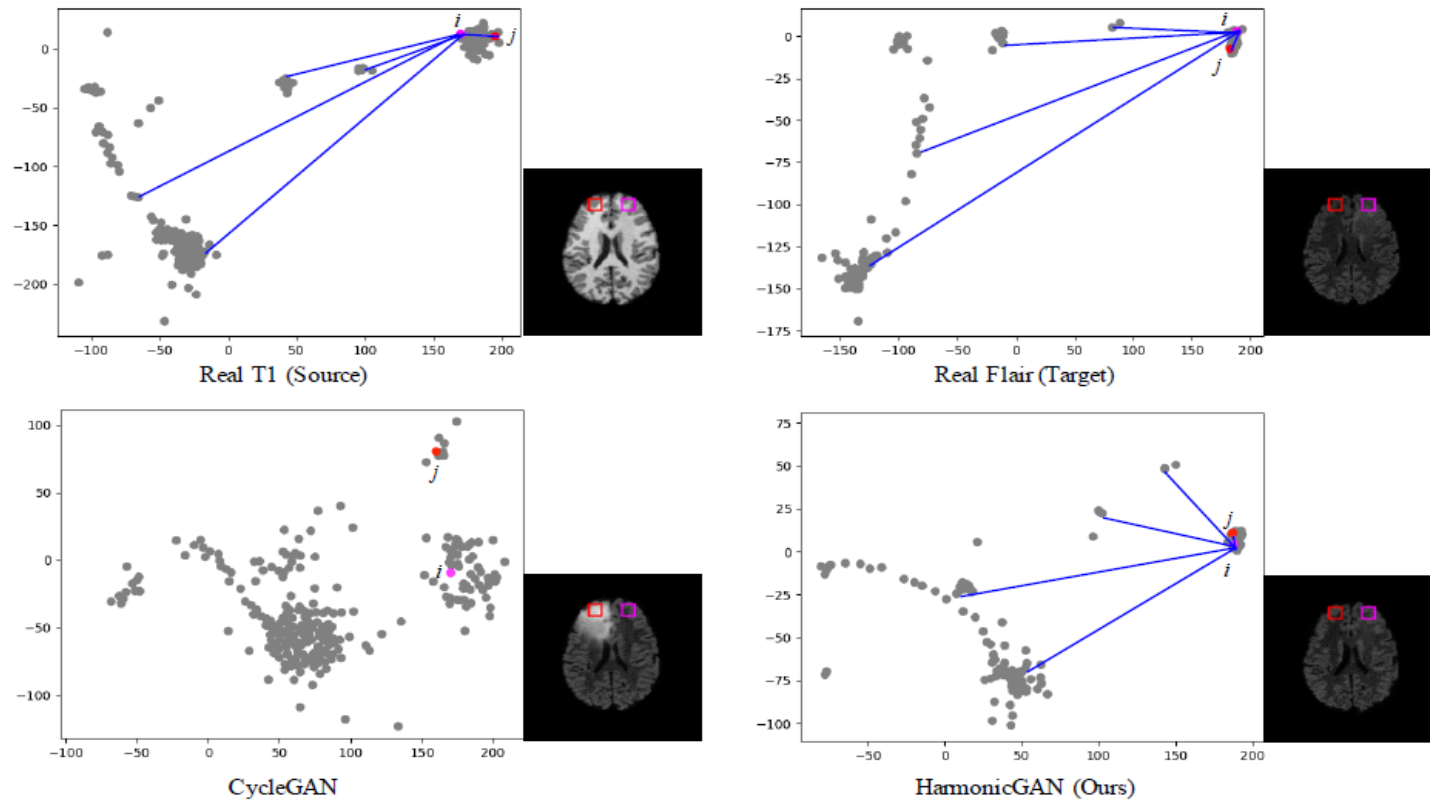 i
j
0
−50
−100
−150
−200
−100 −50 0 50 100 150 200
Real T1 (Source)
i
j
0
−25
−50
−75
−100
−125
−150
−175
−150 −100 −50 0 50 100 150 200
Real Flair (Target)
100
50
0
−50
−100
j
i
−100 −50 0 50 100 150 200
CycleGAN
75
50
25
0
−25
−50
−75
−100
j
i
−50 0 50 100 150 200
HarmonicGAN (Ours)